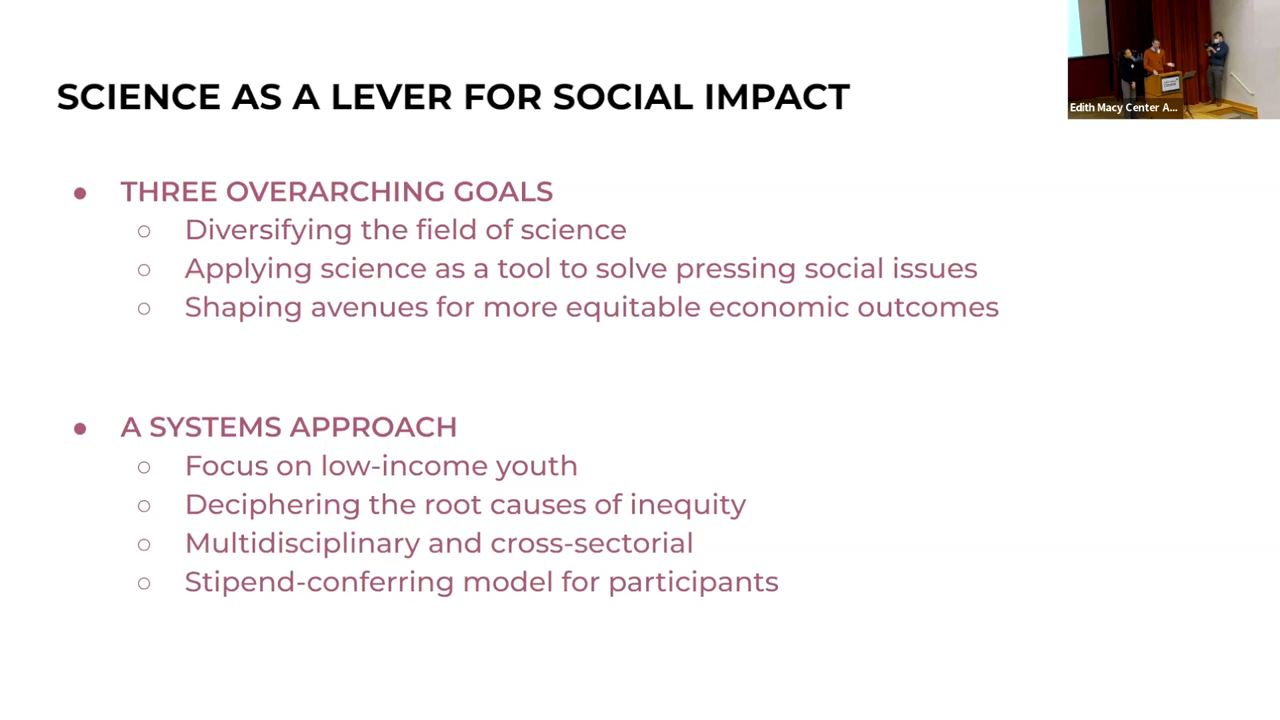 SCIENCE AS A LEVER FOR SOCIAL IMPACT
Edith Macy Center A...
● THREE OVERARCHING GOALS
○ Diversifying the field of science
○ Applying science as a tool to solve pressing social issues
○ Shaping avenues for more equitable economic outcomes
● A SYSTEMS APPROACH
○ Focus on low-income youth
○ Deciphering the root causes of inequity
○ Multidisciplinary and cross-sectorial
○ Stipend-conferring model for participants